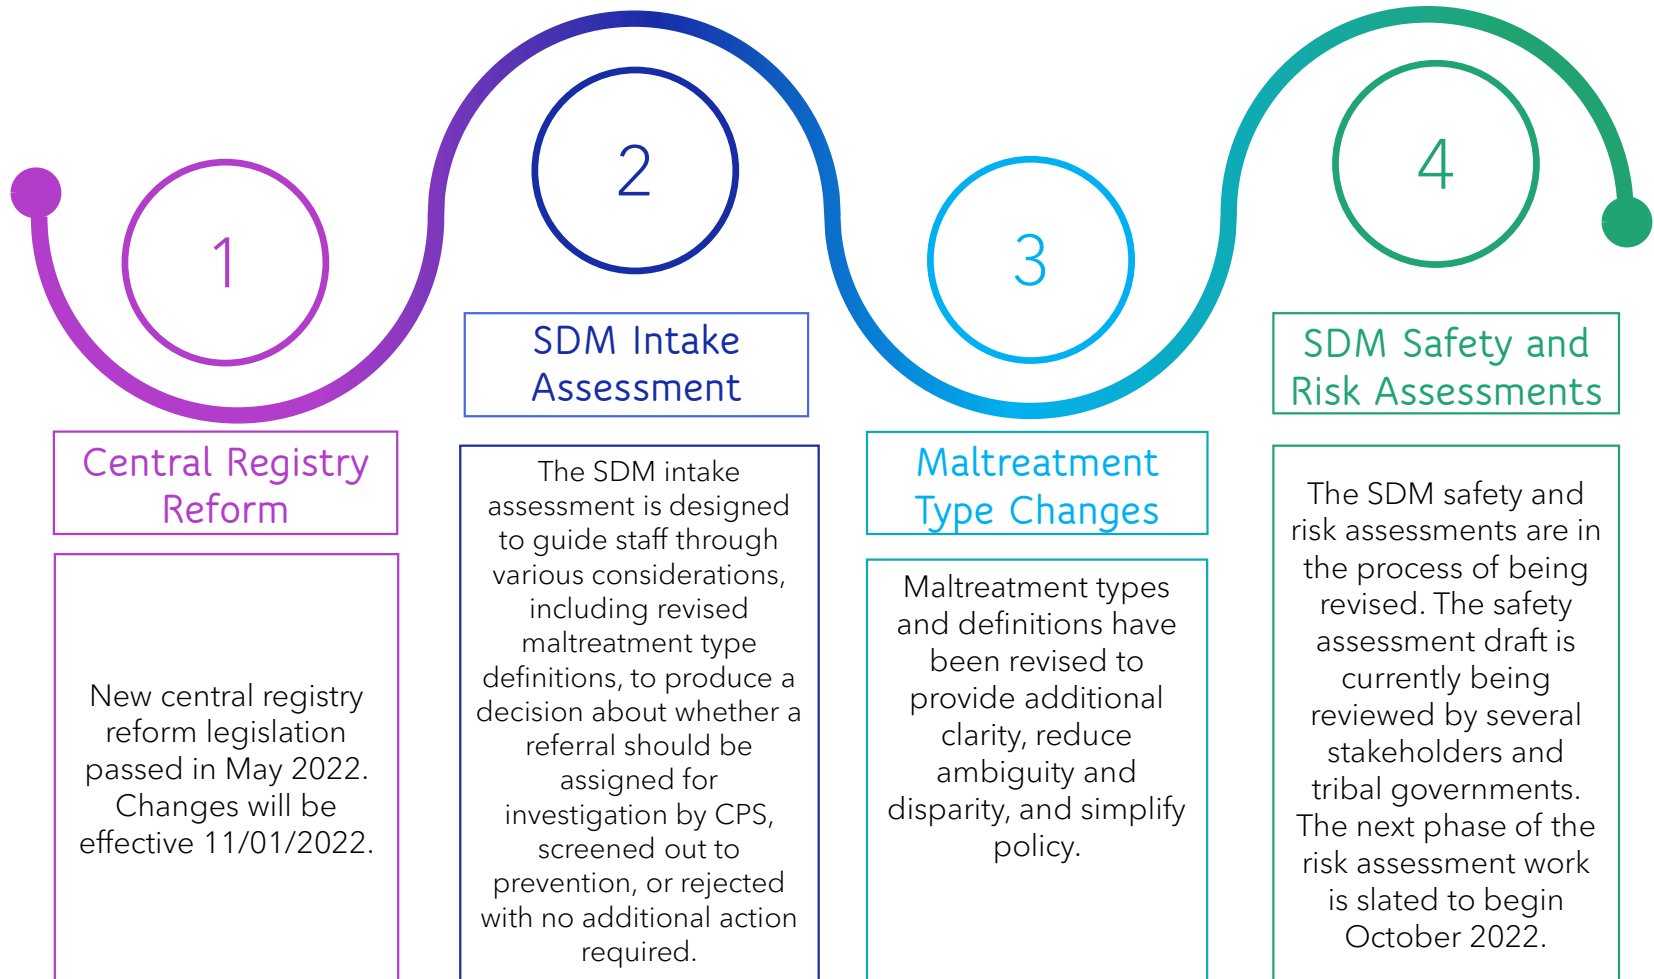 1
Central Registry
Reform
New central registry
reform legislation
passed in May 2022.
Changes will be
effective 11/01/2022.
2
SDM Intake
Assessment
The SDM intake
assessment is designed
to guide staff through
various considerations,
including revised
maltreatment type
definitions, to produce a
decision about whether a
referral should be
assigned for
investigation by CPS,
screened out to
prevention, or rejected
with no additional action
required.
3
Maltreatment
Type Changes
Maltreatment types
and definitions have
been revised to
provide additional
clarity, reduce
ambiguity and
disparity, and simplify
policy.
4
SDM Safety and
Risk Assessments
The SDM safety and
risk assessments are in
the process of being
revised. The safety
assessment draft is
currently being
reviewed by several
stakeholders and
tribal governments.
The next phase of the
risk assessment work
is slated to begin
October 2022.